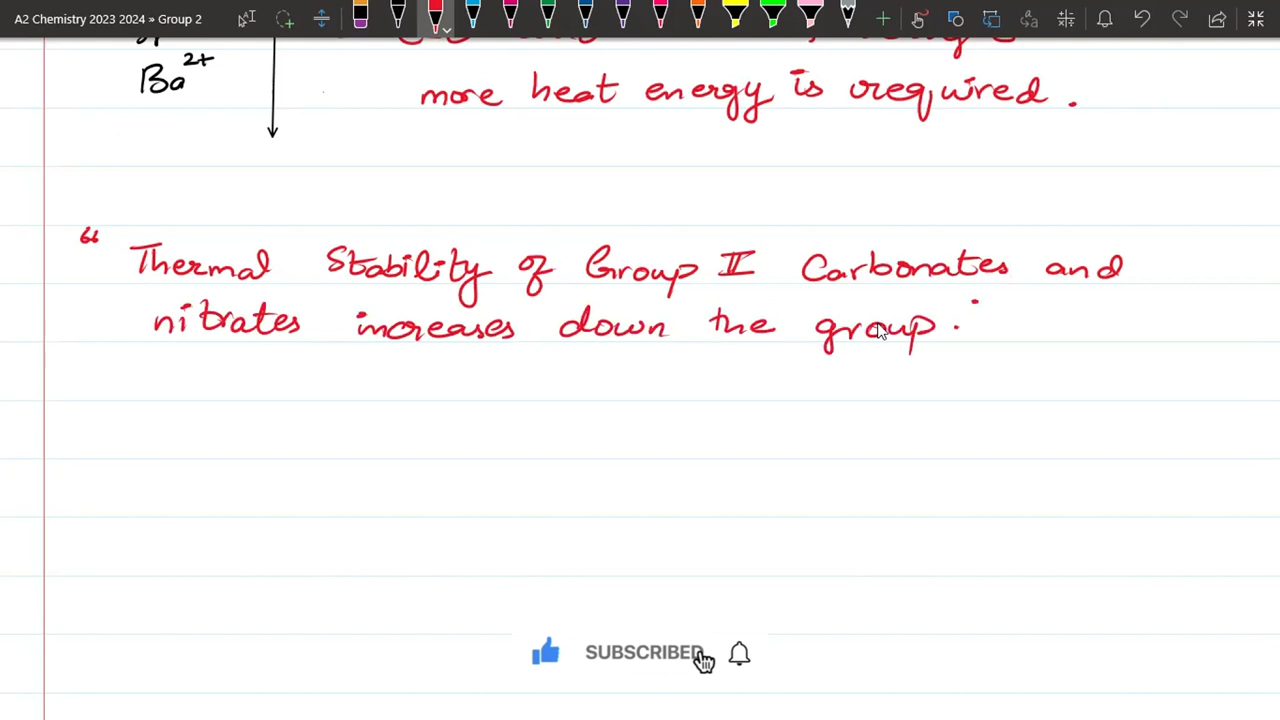 A2 Chemistry 2023 2024 » Group 2
Ba2+
more heat energy is required.
" Thermal Stability of Group II Carbonates and
nitrates increases down the group."
SUBSCRIBED